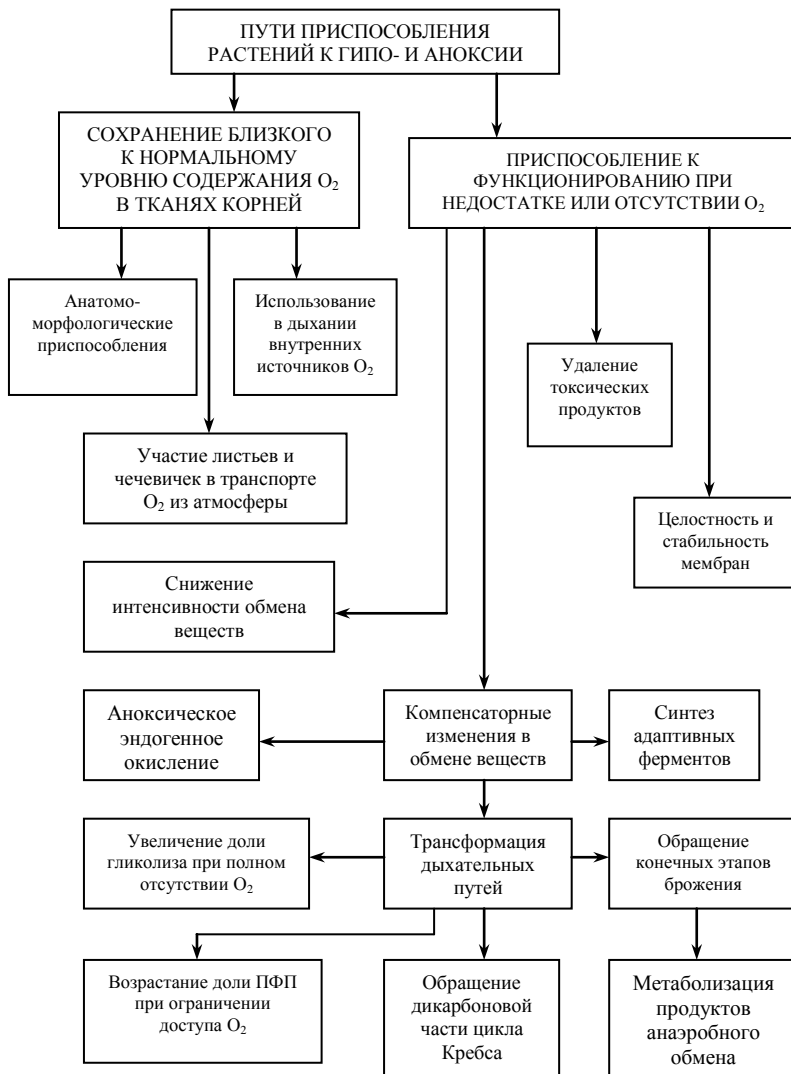 ПУТИ ПРИСПОСОБЛЕНИЯ
РАСТЕНИЙ К ГИПО- И АНОКСИИ
СОХРАНЕНИЕ БЛИЗКОГО
К НОРМАЛЬНОМУ
УРОВНЮ СОДЕРЖАНИЯ O₂
В ТКАНЯХ КОРНЕЙ
ПРИСПОСОБЛЕНИЕ К
ФУНКЦИОНИРОВАНИЮ ПРИ
НЕДОСТАТКЕ ИЛИ ОТСУТСТВИИ O₂
Анатомо-
морфологические
приспособления
Использование
в дыхании
внутренних
источников O₂
Удаление
токсических
продуктов
Участие листьев и
чечевичек в транспорте
O₂ из атмосферы
Целостность и
стабильность
мембран
Снижение
интенсивности обмена
веществ
Аноксическое
эндогенное
окисление
Компенсаторные
изменения в
обмене веществ
Синтез
адаптивных
ферментов
Увеличение доли
гликолиза при полном
отсутствии O₂
Трансформация
дыхательных
путей
Обращение
конечных этапов
брожения
Возрастание доли ПФП
при ограничении
доступа O₂
Обращение
дикарбоновой
части цикла
Кребса
Метаболизация
продуктов
анаэробного
обмена